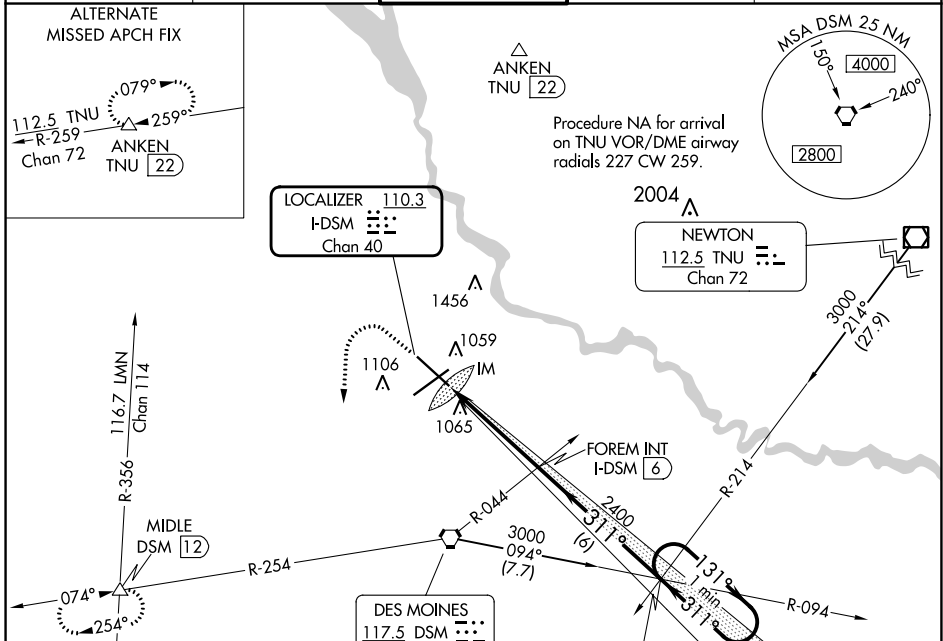 ALTERNATE
MISSED APCH FIX
079°
259°
112.5 TNU
R-259
Chan 72
ANKEN
TNU 22
ANKEN
TNU 22
MSA DSM 25 NM
150°
4000
240°
2800
Procedure NA for arrival
on TNU VOR/DME airway
radials 227 CW 259.
2004
LOCALIZER 110.3
I-DSM
Chan 40
NEWTON
112.5 TNU
Chan 72
1456
1059
IM
1106
1065
3000
214°
(27.9)
116.7 LMN
Chan 114
R-356
FOREM INT
I-DSM 6
R-214
R-044
2400
311°
(6)
MIDLE
DSM 12
R-254
3000
094°
(7.7)
131°
1 min
311°
R-094
074°
254°
DES MOINES
117.5 DSM